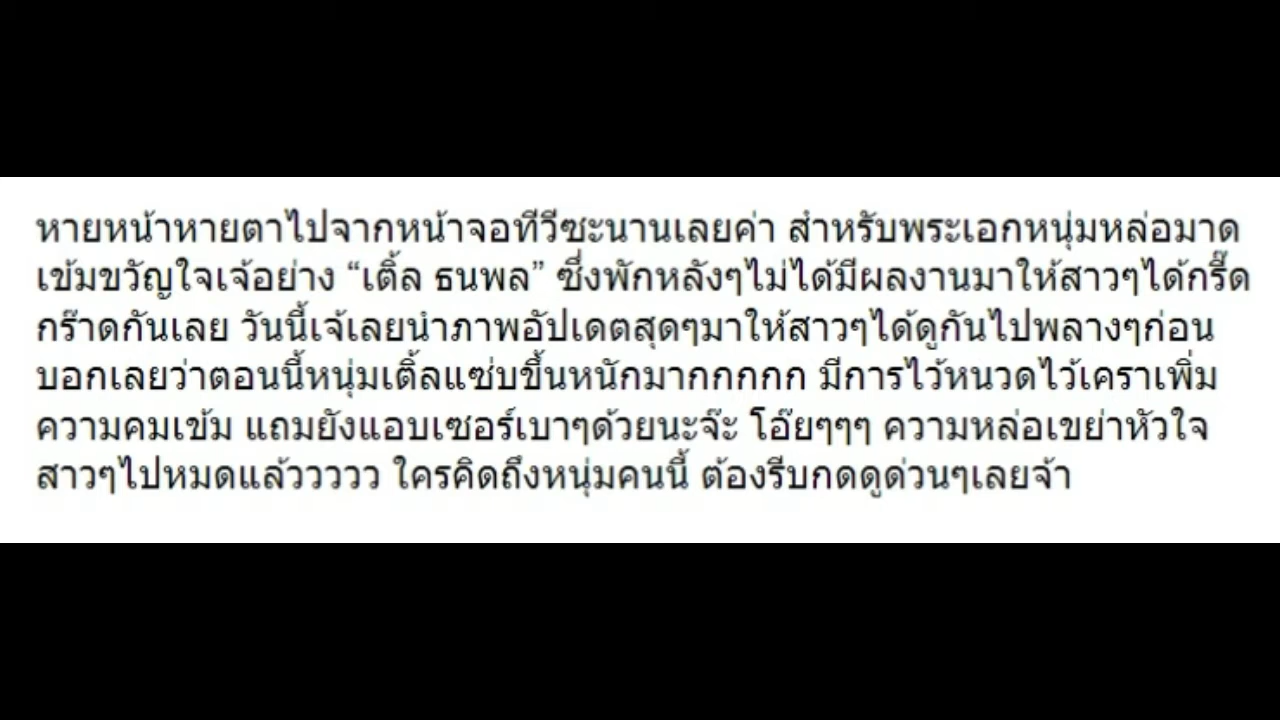 หายหน้าหายตาไปจากหน้าจอทีวีซะนานเลยค่า สำหรับพระเอกหนุ่มหล่อมาด
เข้มขวัญใจเจ้อย่าง “เติ้ล ธนพล” ซึ่งพักหลังๆไม่ได้มีผลงานมาให้สาวๆได้กรี๊ด
กร๊าดกันเลย วันนี้เจ้เลยนำภาพอัปเดตสุดๆมาให้สาวๆได้ดูกันไปพลางๆก่อน
บอกเลยว่าตอนนี้หนุ่มเติ้ลแซ่บขึ้นหนักมากกกกก มีการไว้หนวดไว้เคราเพิ่ม
ความคมเข้ม แถมยังแอบเซอร์เบาๆด้วยนะจ๊ะ โอ๊ยๆๆๆ ความหล่อเขย่าหัวใจ
สาวๆไปหมดแล้ววววว ใครคิดถึงหนุ่มคนนี้ ต้องรีบกดดูด่วนๆเลยจ้า